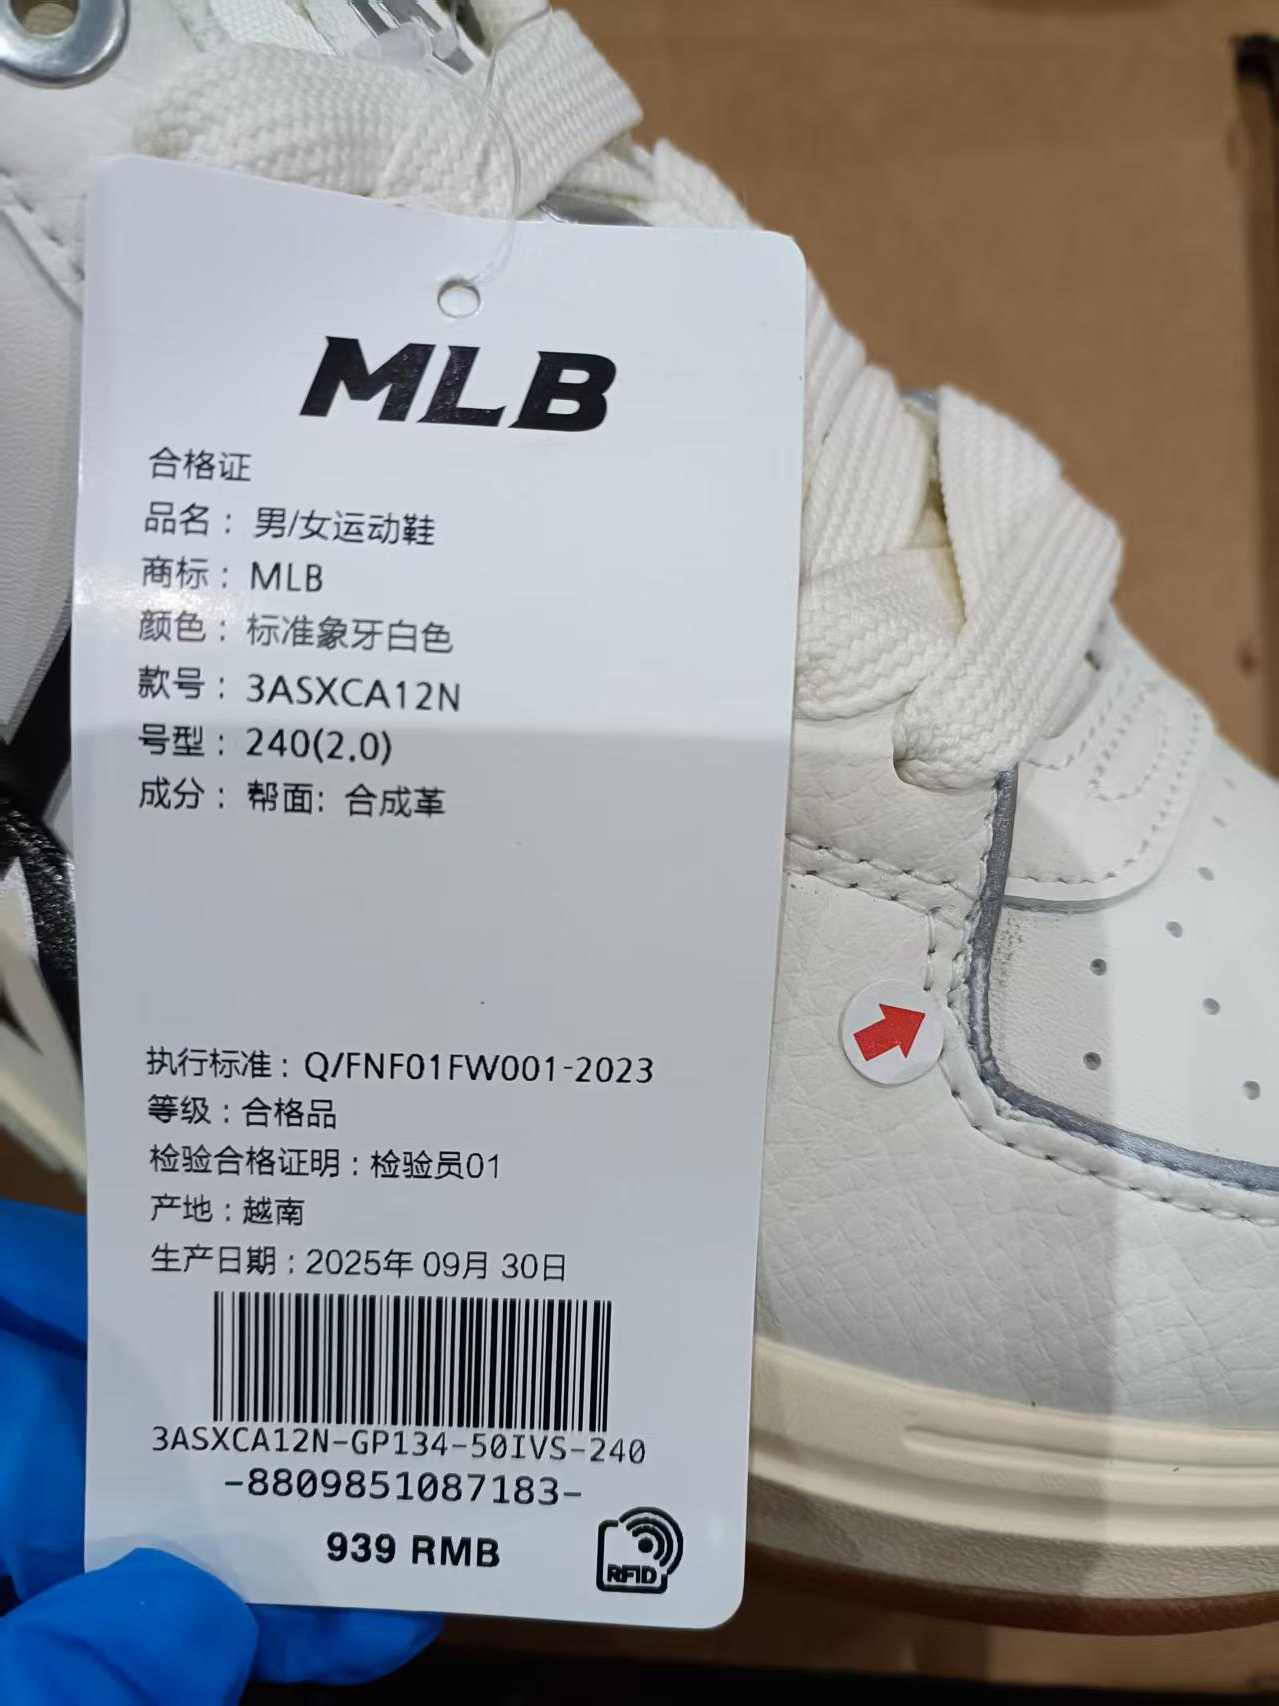 MLB
合格证
品名：男/女运动鞋
商标：MLB
颜色：标准象牙白色
款号：3ASXCA12N
号型：240(2.0)
成分：帮面: 合成革
执行标准：Q/FNF01FW001-2023
等级：合格品
检验合格证明：检验员01
产地：越南
生产日期：2025年 09月 30日
3ASXCA12N-GP134-50IVS-240
-8809851087183-
939 RMB
RFID